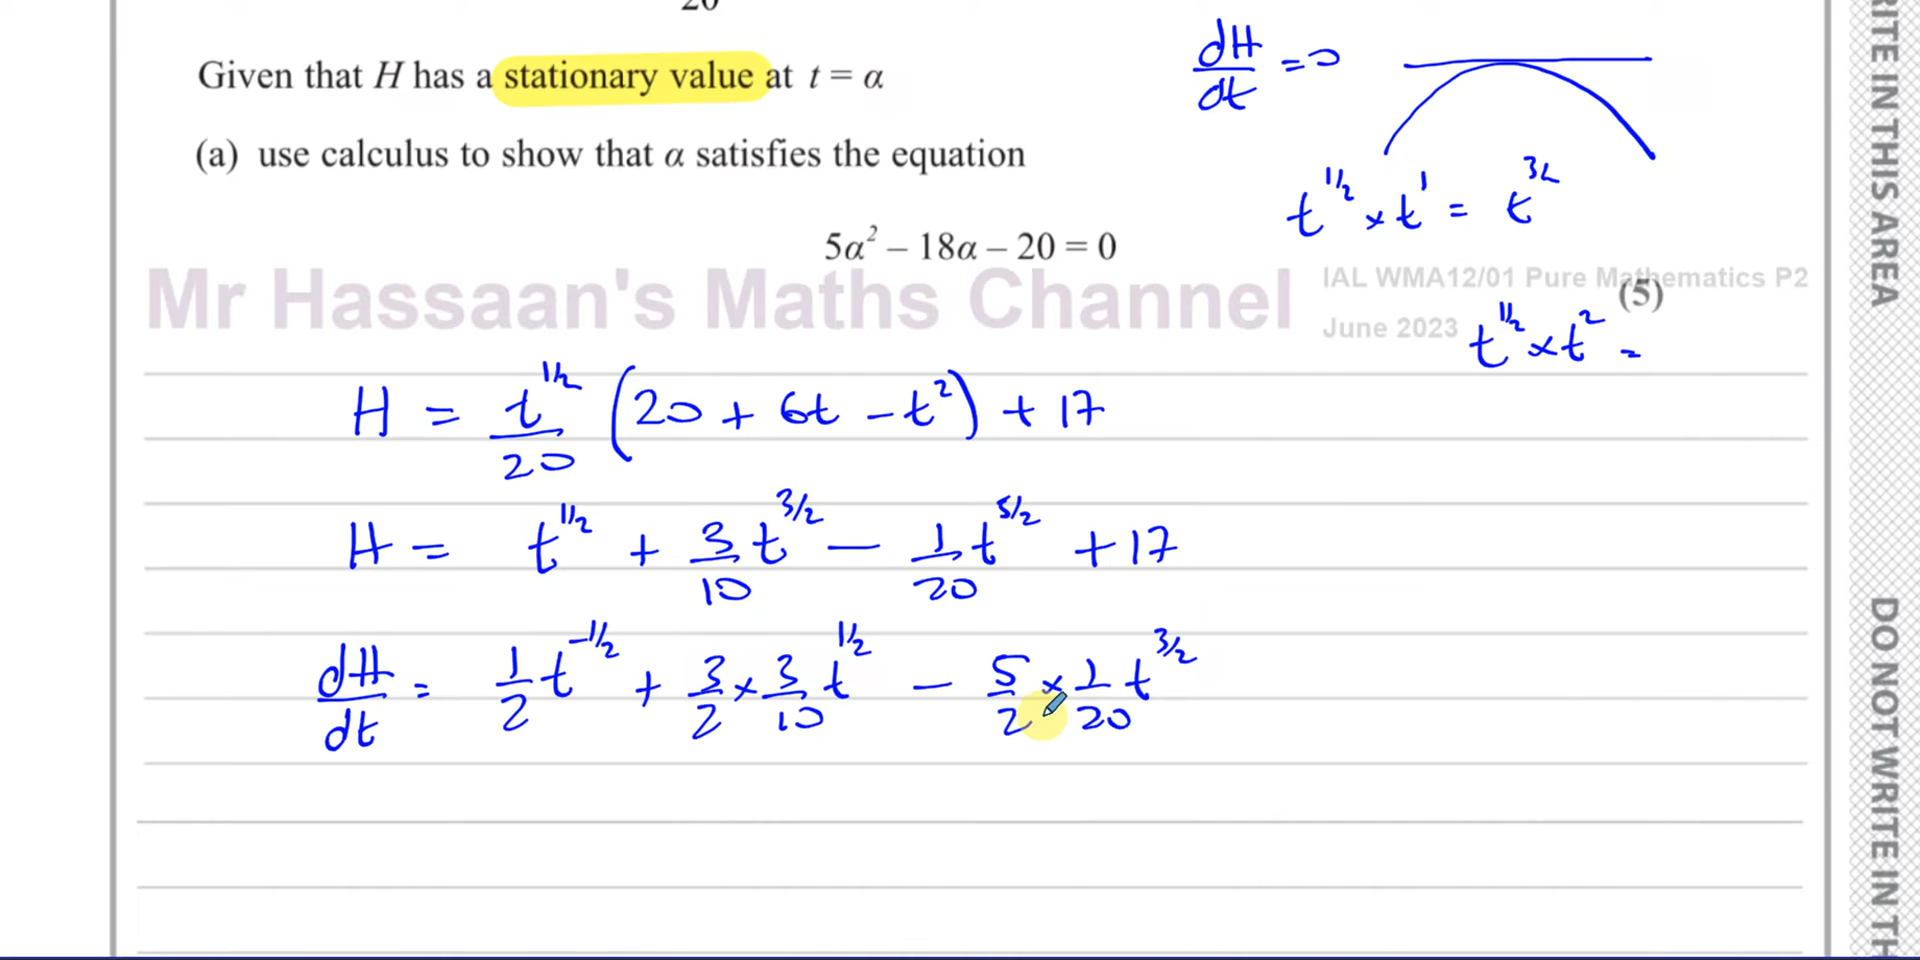 20
Given that H has a stationary value at t = α
dH/dt = 0
(a) use calculus to show that α satisfies the equation
t^1/2 × t^1 = t^3/2
5α² – 18α – 20 = 0
Mr Hassaan's Maths Channel
IAL WMA12/01 Pure Mathematics P2
(5)
June 2023
t^1/2 × t^2 =
H = t^1/2/20 (20 + 6t – t²) + 17
H = t^1/2 + 3/10 t^3/2 – 1/20 t^5/2 + 17
dH/dt = 1/2 t^-1/2 + 3/2 × 3/10 t^1/2 – 5/2 × 1/20 t^3/2
RITE IN THIS AREA
DO NOT WRITE IN TH